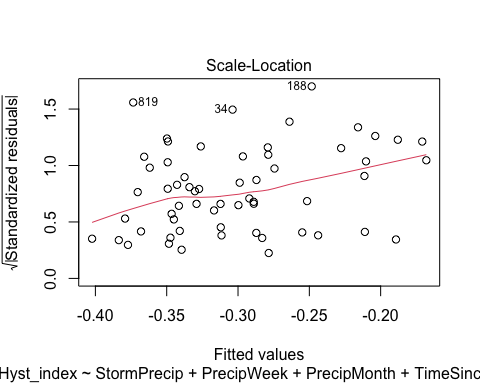 Scale-Location
√|Standardized residuals|
0.0 0.5 1.0 1.5
819
34
188
-0.40 -0.35 -0.30 -0.25 -0.20
Fitted values
Hyst_index ~ StormPrecip + PrecipWeek + PrecipMonth + TimeSinc